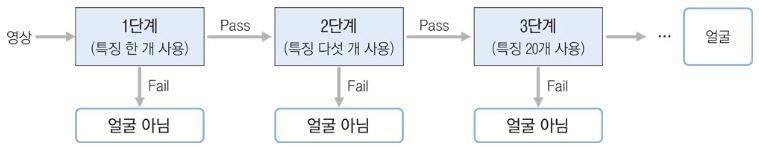 영상
1단계
(특징 한 개 사용)
Pass
2단계
(특징 다섯 개 사용)
Pass
3단계
(특징 20개 사용)
...
얼굴
Fail
Fail
Fail
얼굴 아님
얼굴 아님
얼굴 아님